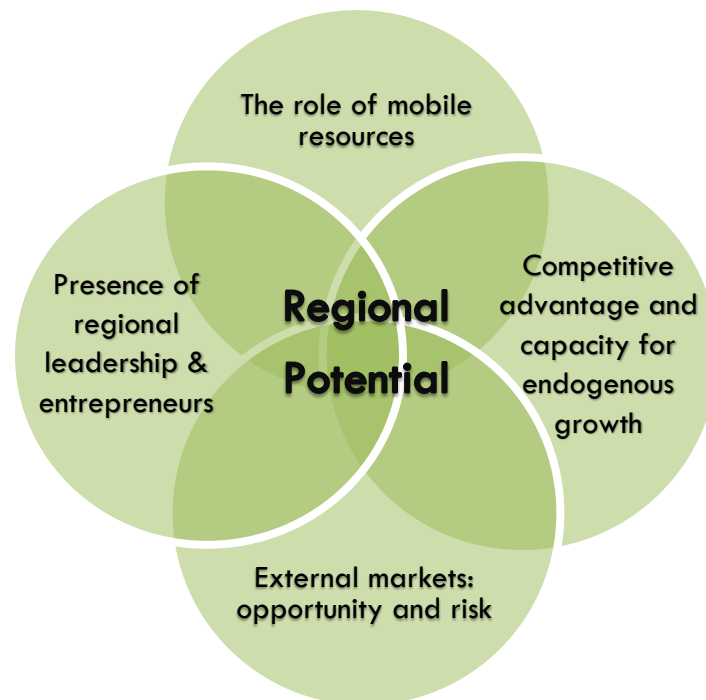 The role of mobile
resources
Presence of
regional
leadership &
entrepreneurs
Regional
Potential
Competitive
advantage and
capacity for
endogenous
growth
External markets:
opportunity and risk